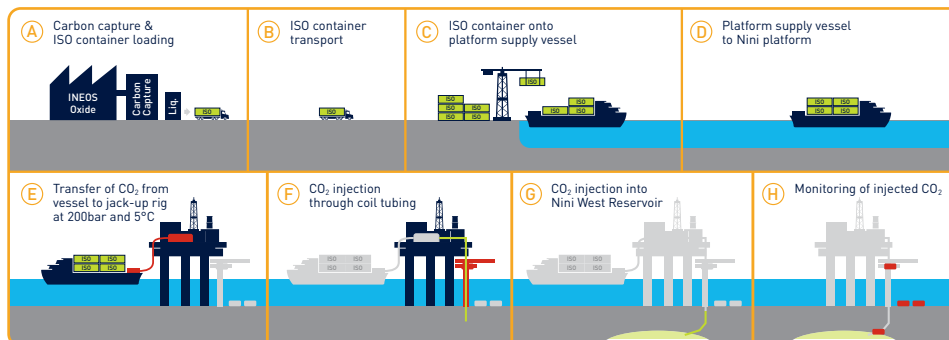 A
Carbon capture &
ISO container loading
INEOS
Oxide
Carbon
Capture
Liq.
ISO
B
ISO container
transport
ISO
C
ISO container onto
platform supply vessel
ISO
ISO
ISO ISO
ISO ISO
ISO
ISO ISO
D
Platform supply vessel
to Nini platform
ISO ISO
ISO ISO
E
Transfer of CO₂ from
vessel to jack-up rig
at 200bar and 5°C
ISO ISO
ISO ISO
F
CO₂ injection
through coil tubing
ISO ISO
ISO ISO
G
CO₂ injection into
Nini West Reservoir
ISO ISO
ISO ISO
H
Monitoring of injected CO₂